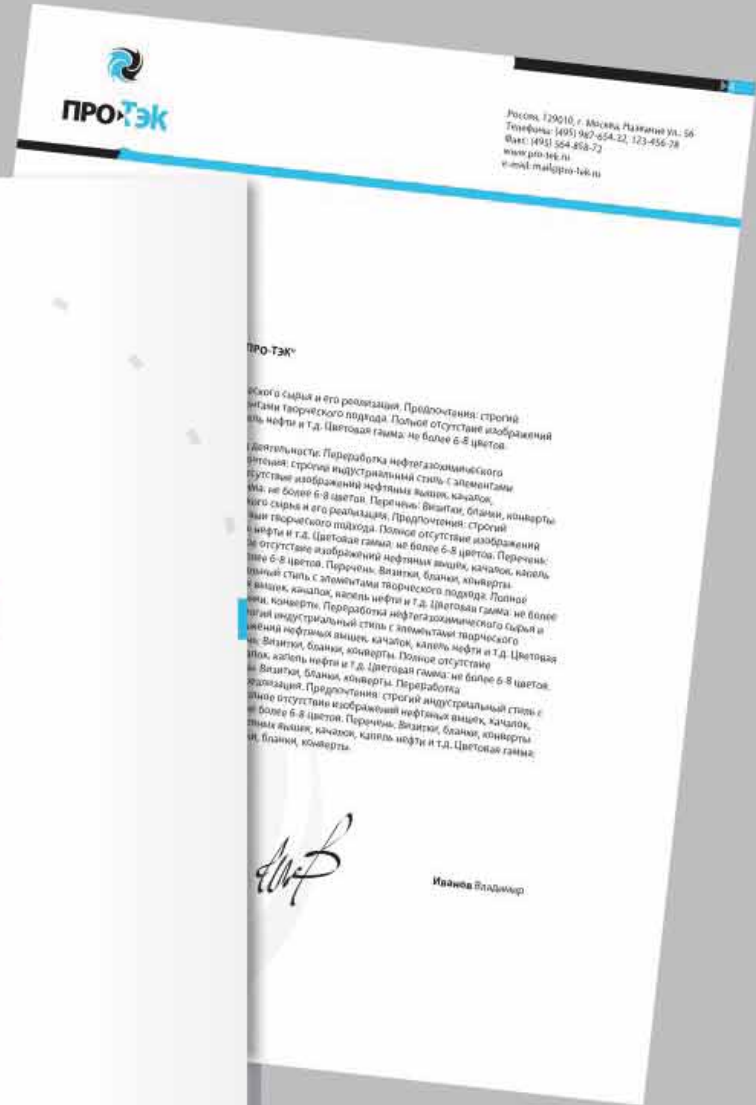 ПРО-ТЭК
Россия, 129010, г. Москва, Название ул., 56
Телефоны: (495) 987-654-32, 123-456-78
Факс: (495) 564-858-72
www.pro-tek.ru
e-mail: mail@pro-tek.ru
ПРО-ТЭК"
еского сырья и его реализация. Предпочтения: строгий
нтами творческого подхода. Полное отсутствие изображений
ль нефти и т.д. Цветовая гамма: не более 6-8 цветов.
деятельности: Переработка нефтегазохимического
чтения: строгий индустриальный стиль с элементами
сутствие изображений нефтяных вышек, качалок,
ма: не более 6-8 цветов. Перечень: Визитки, бланки, конверты
кого сырья и его реализация. Предпочтения: строгий
ми творческого подхода. Полное отсутствие изображений
нефти и т.д. Цветовая гамма: не более 6-8 цветов. Перечень:
е отсутствие изображений нефтяных вышек, качалок, капель
олее 6-8 цветов. Перечень: Визитки, бланки, конверты.
льный стиль с элементами творческого подхода. Полное
х вышек, качалок, капель нефти и т.д. Цветовая гамма: не более
ки, конверты. Переработка нефтегазохимического сырья и
рогий индустриальный стиль с элементами творческого
жений нефтяных вышек, качалок, капель нефти и т.д. Цветовая
нь: Визитки, бланки, конверты. Полное отсутствие
алок, капель нефти и т.д. Цветовая гамма: не более 6-8 цветов.
Визитки, бланки, конверты. Переработка
реализация. Предпочтения: строгий индустриальный стиль с
лное отсутствие изображений нефтяных вышек, качалок,
не более 6-8 цветов. Перечень: Визитки, бланки, конверты
тяных вышек, качалок, капель нефти и т.д. Цветовая гамма:
и, бланки, конверты.
Иванов Владимир